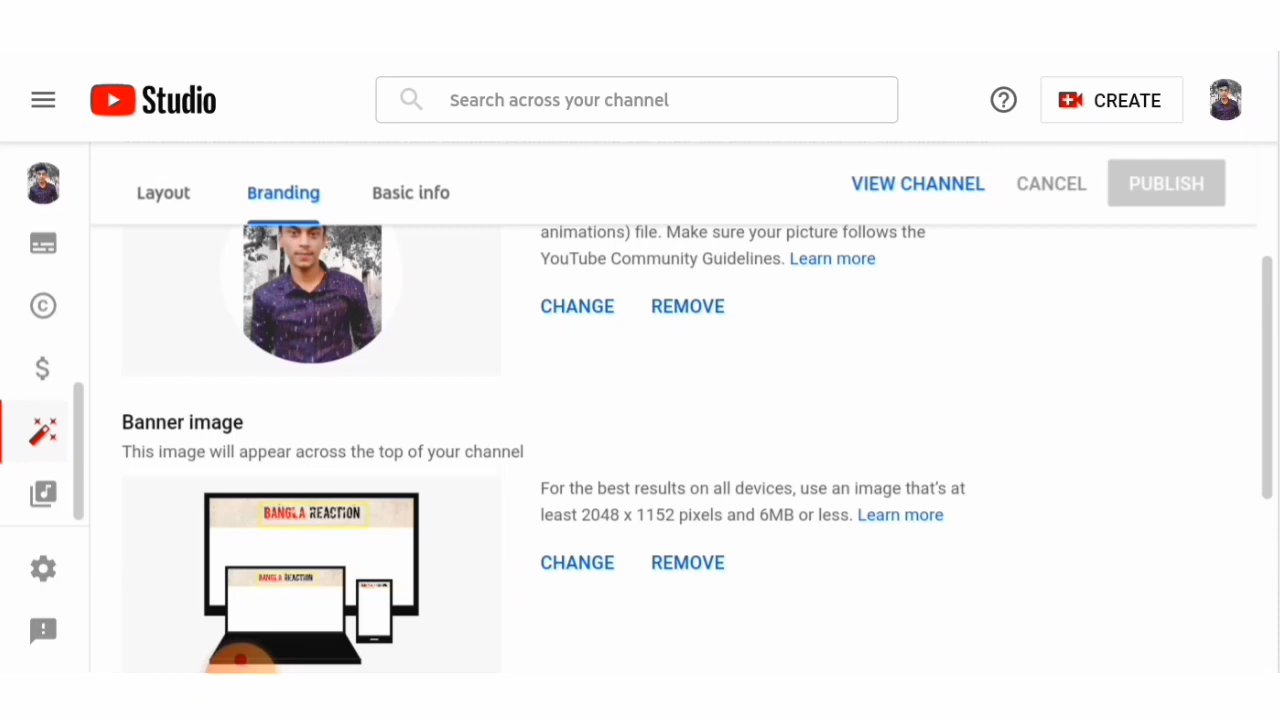 Studio
Search across your channel
CREATE
Layout
Branding
Basic info
VIEW CHANNEL
CANCEL
PUBLISH
animations) file. Make sure your picture follows the
YouTube Community Guidelines. Learn more
CHANGE
REMOVE
Banner image
This image will appear across the top of your channel
BANGLA REACTION
BANGLA REACTION
For the best results on all devices, use an image that's at
least 2048 x 1152 pixels and 6MB or less. Learn more
CHANGE
REMOVE